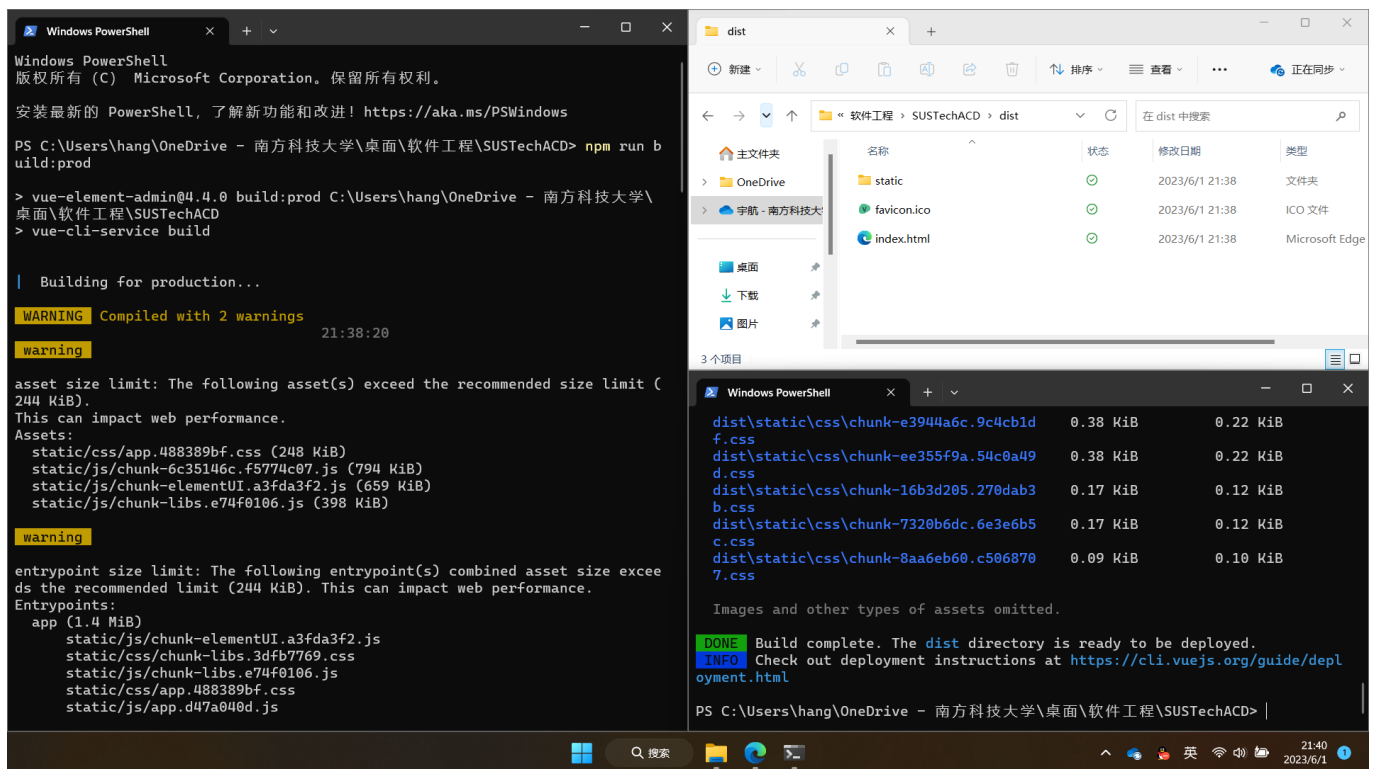 Windows PowerShell
Windows PowerShell
版权所有 (C) Microsoft Corporation。保留所有权利。
安装最新的 PowerShell，了解新功能和改进！https://aka.ms/PSWindows
PS C:\Users\hang\OneDrive - 南方科技大学\桌面\软件工程\SUSTechACD> npm run b
uild:prod
> vue-element-admin@4.4.0 build:prod C:\Users\hang\OneDrive - 南方科技大学\
桌面\软件工程\SUSTechACD
> vue-cli-service build
| Building for production...
WARNING Compiled with 2 warnings
21:38:20
warning
asset size limit: The following asset(s) exceed the recommended size limit (
244 KiB).
This can impact web performance.
Assets:
static/css/app.488389bf.css (248 KiB)
static/js/chunk-6c35146c.f5774c07.js (794 KiB)
static/js/chunk-elementUI.a3fda3f2.js (659 KiB)
static/js/chunk-libs.e74f0106.js (398 KiB)
warning
entrypoint size limit: The following entrypoint(s) combined asset size excee
ds the recommended limit (244 KiB). This can impact web performance.
Entrypoints:
app (1.4 MiB)
static/js/chunk-elementUI.a3fda3f2.js
static/css/chunk-libs.3dfb7769.css
static/js/chunk-libs.e74f0106.js
static/css/app.488389bf.css
static/js/app.d47a040d.js
dist
新建 排序 查看 ··· 正在同步
« 软件工程 › SUSTechACD › dist 在 dist 中搜索
主文件夹
OneDrive
宇航 - 南方科技大
桌面
下载
图片
名称 状态 修改日期 类型
static 2023/6/1 21:38 文件夹
favicon.ico 2023/6/1 21:38 ICO 文件
index.html 2023/6/1 21:38 Microsoft Edge
3 个项目
Windows PowerShell
dist\static\css\chunk-e3944a6c.9c4cb1d 0.38 KiB 0.22 KiB
f.css
dist\static\css\chunk-ee355f9a.54c0a49 0.38 KiB 0.22 KiB
d.css
dist\static\css\chunk-16b3d205.270dab3 0.17 KiB 0.12 KiB
b.css
dist\static\css\chunk-7320b6dc.6e3e6b5 0.17 KiB 0.12 KiB
c.css
dist\static\css\chunk-8aa6eb60.c506870 0.09 KiB 0.10 KiB
7.css
Images and other types of assets omitted.
DONE Build complete. The dist directory is ready to be deployed.
INFO Check out deployment instructions at https://cli.vuejs.org/guide/depl
oyment.html
PS C:\Users\hang\OneDrive - 南方科技大学\桌面\软件工程\SUSTechACD>
搜索
英
21:40
2023/6/1
1